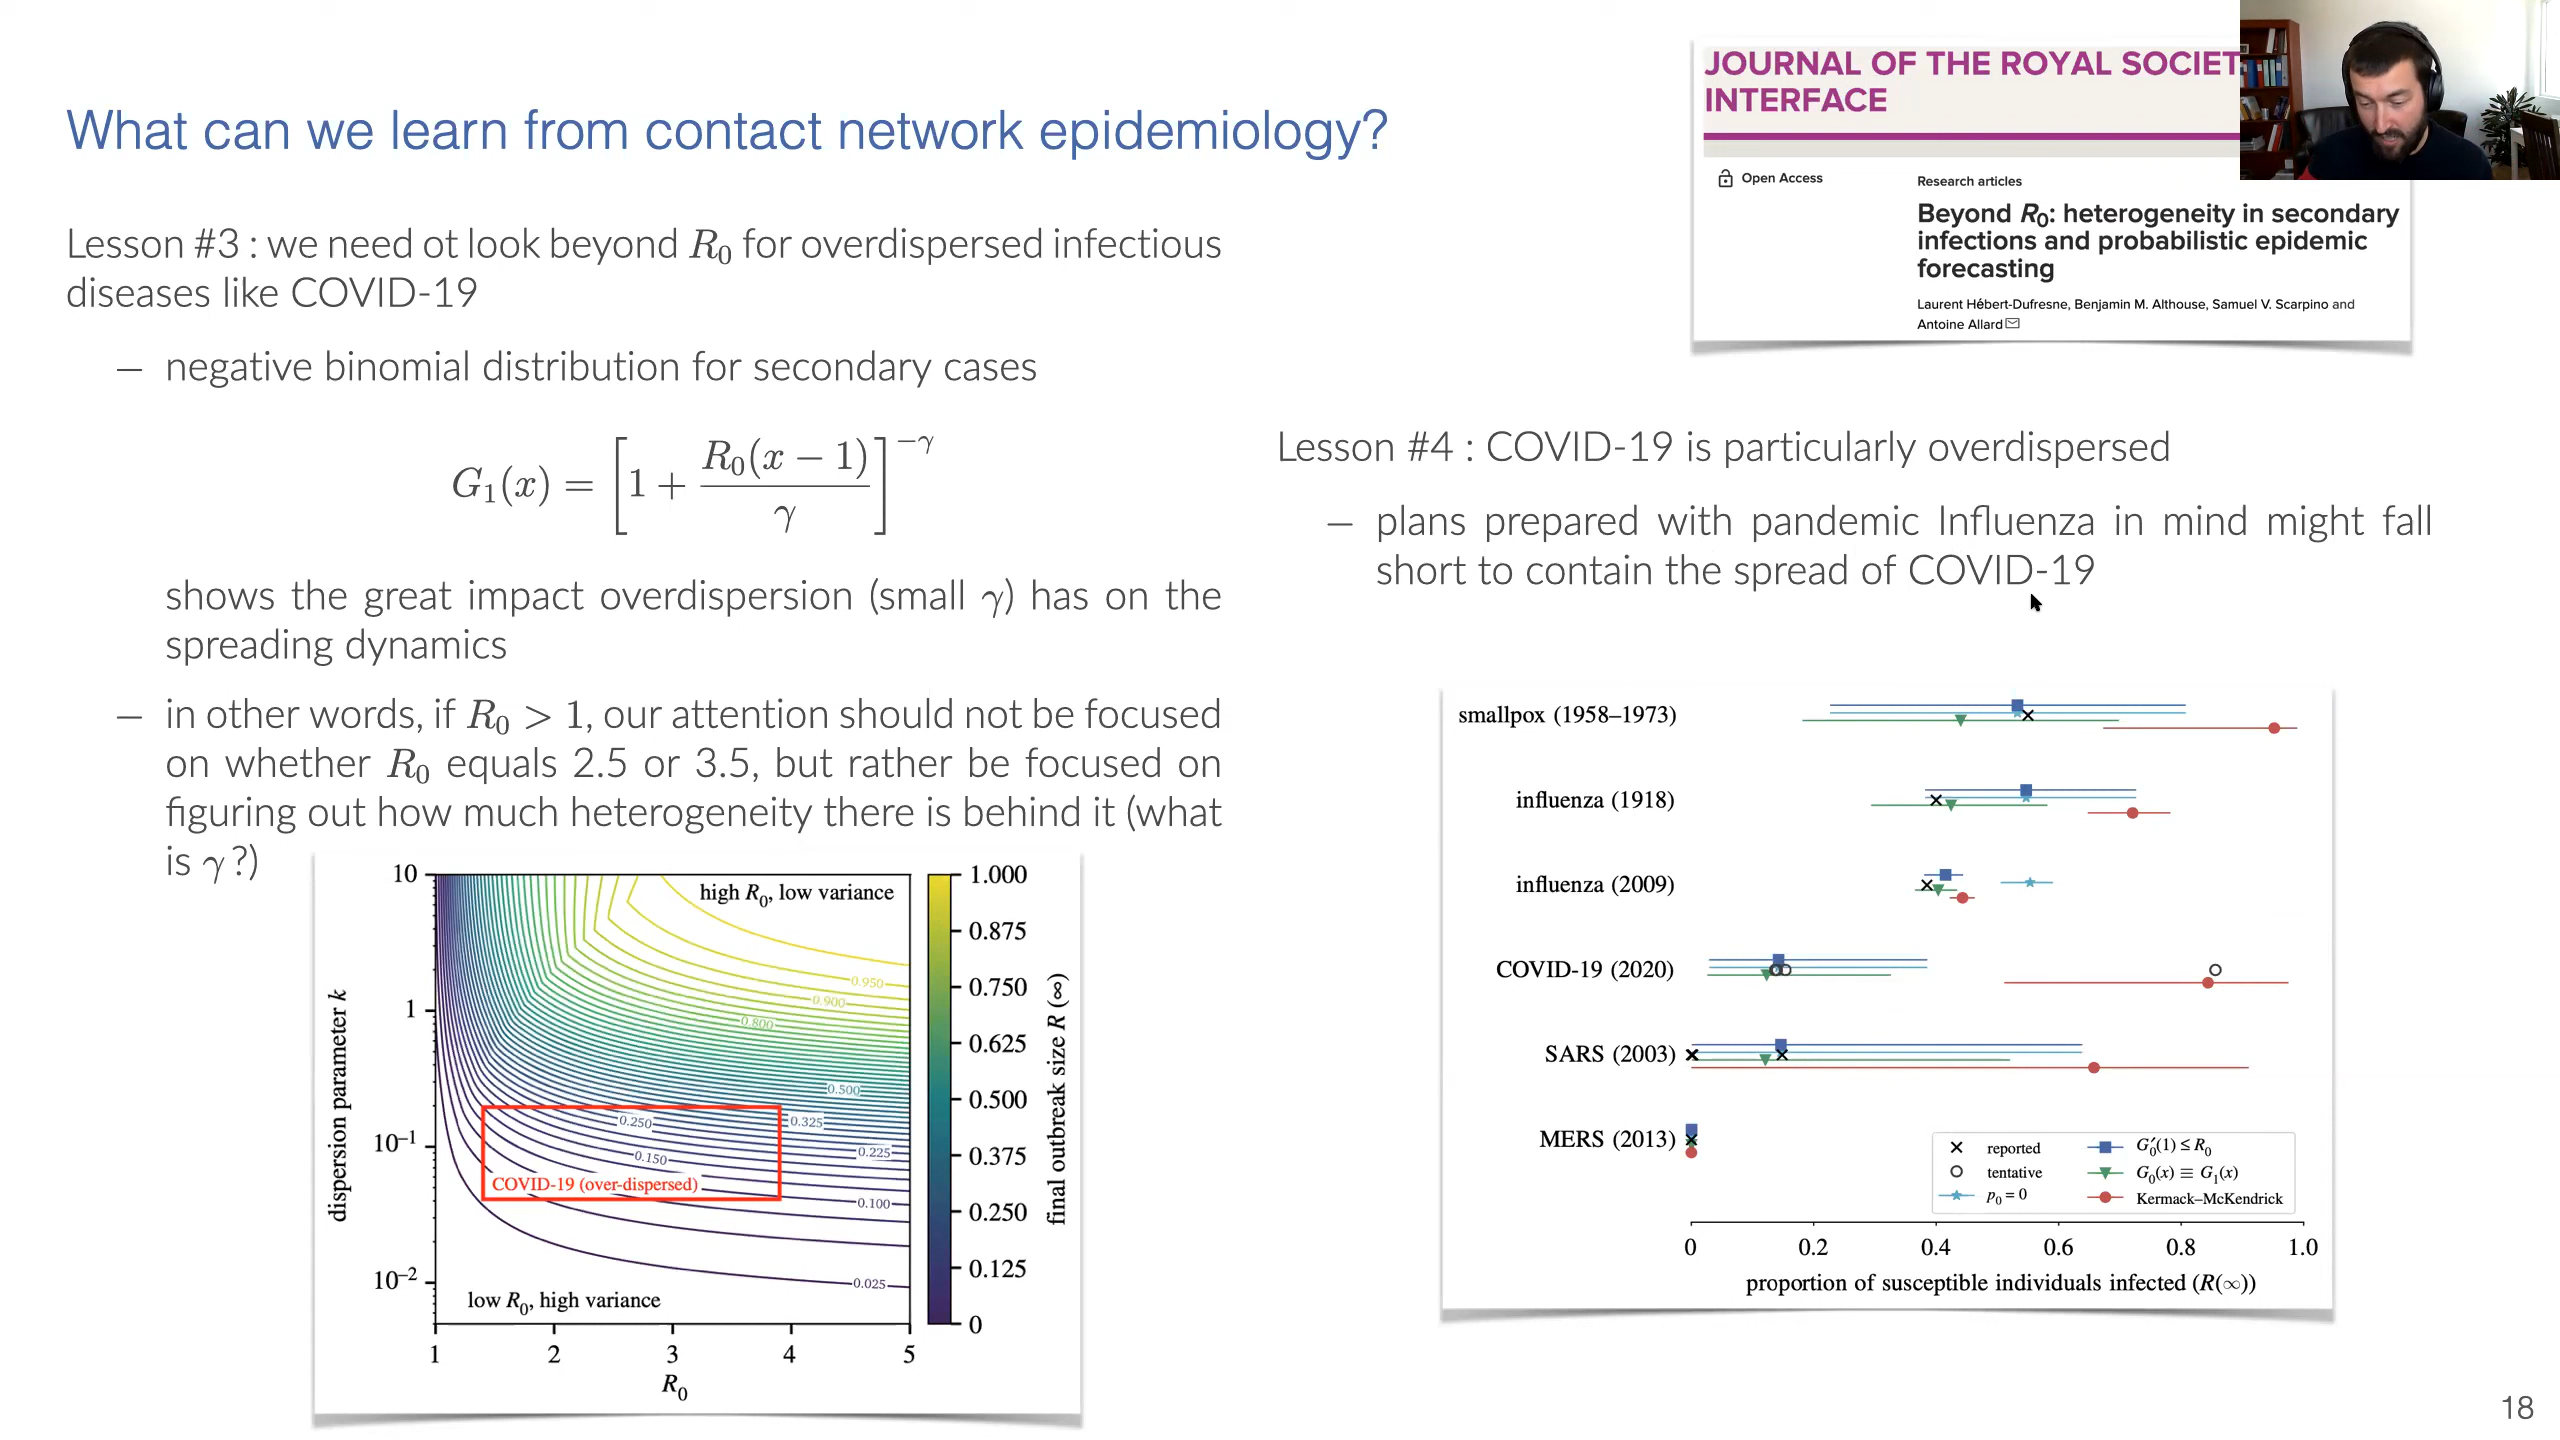 What can we learn from contact network epidemiology?
Lesson #3 : we need ot look beyond R₀ for overdispersed infectious
diseases like COVID-19
– negative binomial distribution for secondary cases
G₁(x) = [1 + R₀(x − 1)/γ]^−γ
shows the great impact overdispersion (small γ) has on the
spreading dynamics
– in other words, if R₀ > 1, our attention should not be focused
on whether R₀ equals 2.5 or 3.5, but rather be focused on
figuring out how much heterogeneity there is behind it (what
is γ?)
high R₀, low variance
0.950
0.900
0.800
0.500
0.250
0.325
0.150
0.225
COVID-19 (over-dispersed)
0.100
0.025
low R₀, high variance
dispersion parameter k
10
1
10⁻¹
10⁻²
1 2 3 4 5
R₀
1.000
0.875
0.750
0.625
0.500
0.375
0.250
0.125
0
final outbreak size R (∞)
JOURNAL OF THE ROYAL SOCIET
INTERFACE
Open Access
Research articles
Beyond R₀: heterogeneity in secondary
infections and probabilistic epidemic
forecasting
Laurent Hébert-Dufresne, Benjamin M. Althouse, Samuel V. Scarpino and
Antoine Allard
Lesson #4 : COVID-19 is particularly overdispersed
– plans prepared with pandemic Influenza in mind might fall
short to contain the spread of COVID-19
smallpox (1958–1973)
influenza (1918)
influenza (2009)
COVID-19 (2020)
SARS (2003)
MERS (2013)
reported
tentative
p₀ = 0
G₀′(1) ≤ R₀
G₀(x) ≡ G₁(x)
Kermack–McKendrick
0 0.2 0.4 0.6 0.8 1.0
proportion of susceptible individuals infected (R(∞))
18